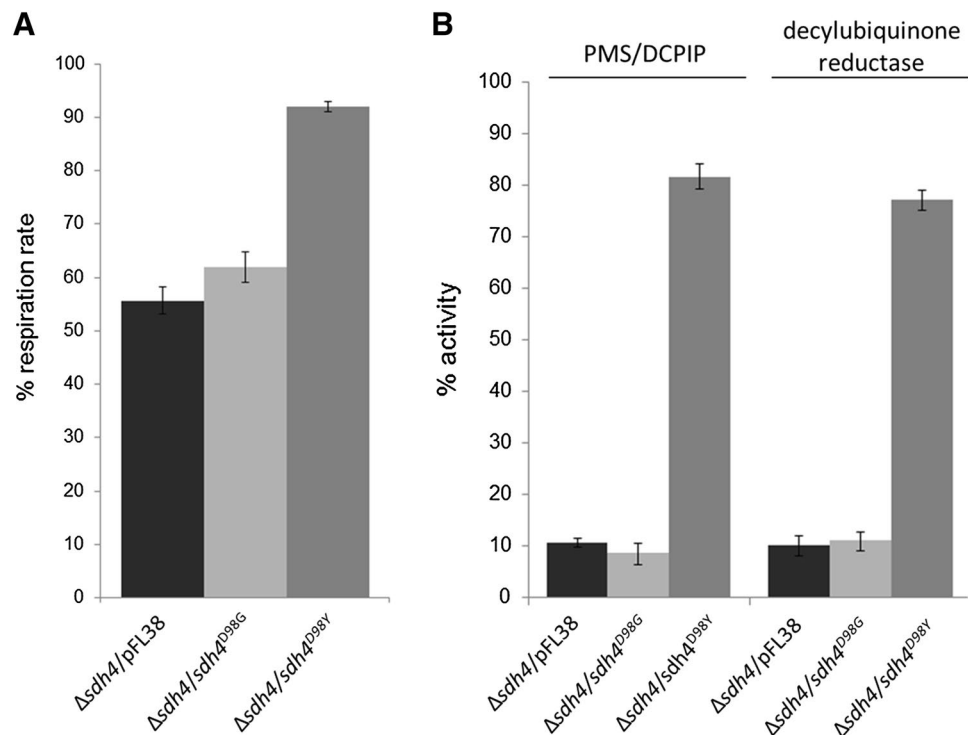 A
% respiration rate
100
90
80
70
60
50
40
30
20
10
0
Δsdh4/pFL38
Δsdh4/sdh4D98G
Δsdh4/sdh4D98Y
B
PMS/DCPIP
decylubiquinone
reductase
% activity
100
90
80
70
60
50
40
30
20
10
0
Δsdh4/pFL38
Δsdh4/sdh4D98G
Δsdh4/sdh4D98Y
Δsdh4/pFL38
Δsdh4/sdh4D98G
Δsdh4/sdh4D98Y